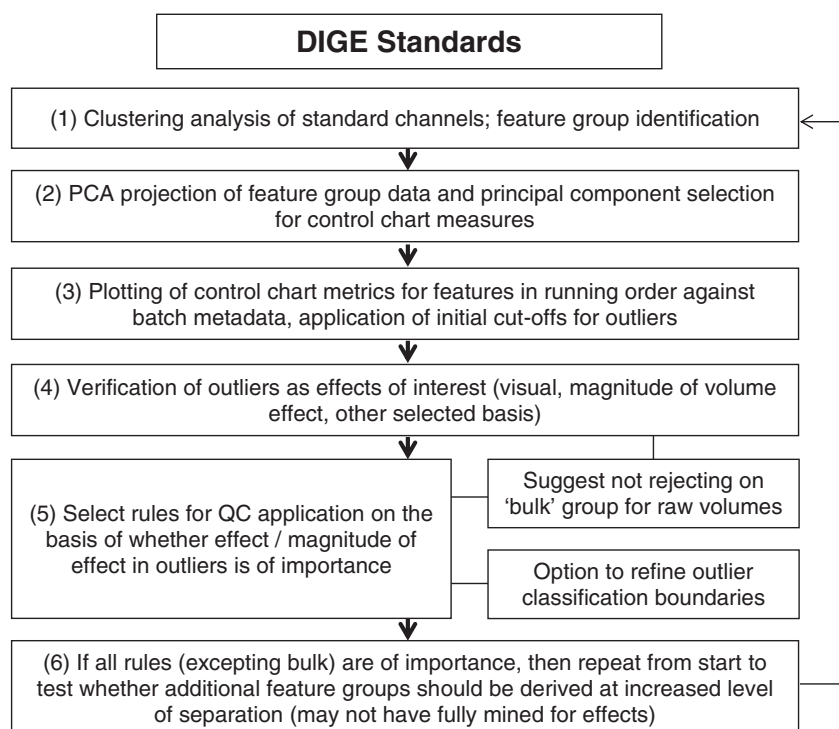 DIGE Standards
(1) Clustering analysis of standard channels; feature group identification
(2) PCA projection of feature group data and principal component selection
for control chart measures
(3) Plotting of control chart metrics for features in running order against
batch metadata, application of initial cut-offs for outliers
(4) Verification of outliers as effects of interest (visual, magnitude of volume
effect, other selected basis)
(5) Select rules for QC application on the
basis of whether effect / magnitude of
effect in outliers is of importance
Suggest not rejecting on
‘bulk’ group for raw volumes
Option to refine outlier
classification boundaries
(6) If all rules (excepting bulk) are of importance, then repeat from start to
test whether additional feature groups should be derived at increased level
of separation (may not have fully mined for effects)